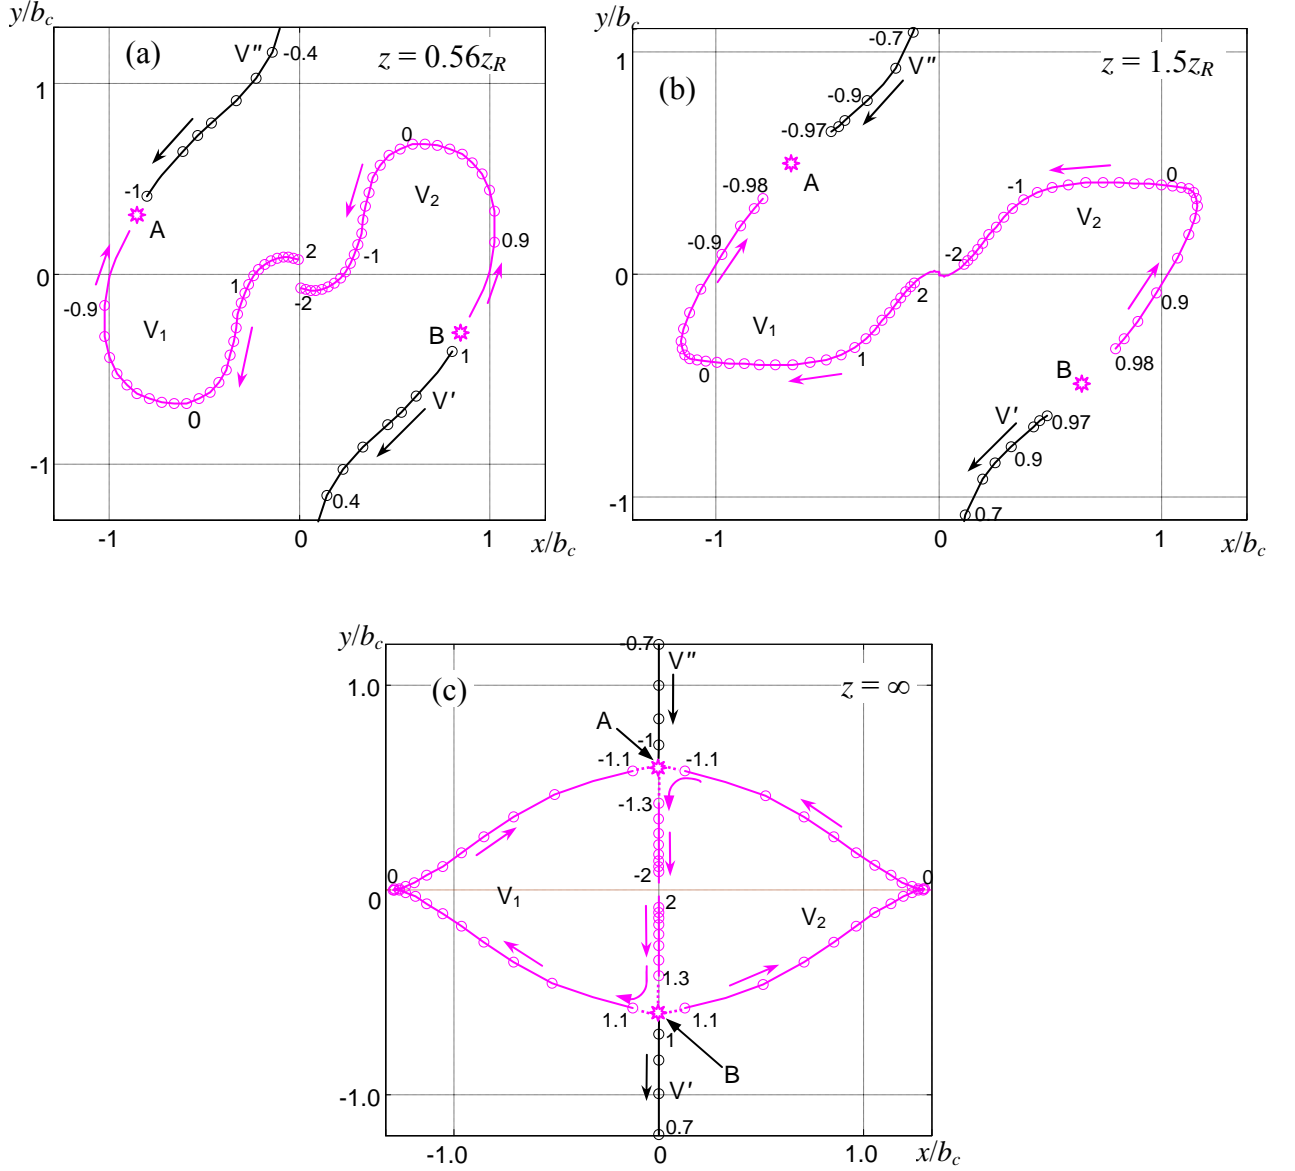 y/b_c
(a)
V″
-0.4
z = 0.56z_R
1
0
V₂
-1
A
2
0
1
-1
0.9
-2
-0.9
V₁
B
1
0
V′
-1
0.4
-1
0
1
x/b_c
y/b_c
-0.7
z = 1.5z_R
1
V″
(b)
-0.9
-0.97
A
-0.98
-1
0
V₂
-0.9
0
-2
2
0.9
V₁
1
0
B
0.98
V′
0.97
0.9
-1
0.7
-1
0
1
x/b_c
y/b_c
-0.7
V″
1.0
(c)
z = ∞
A
-1
-1.1
-1.1
-1.3
-2
0
0
0
V₁
2
V₂
1.3
1.1
1.1
1
B
-1.0
V′
0.7
-1.0
0
1.0
x/b_c